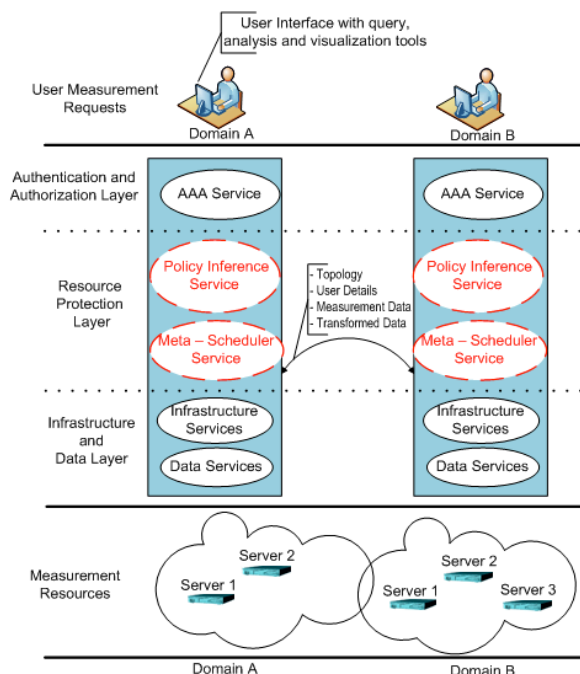 User Interface with query,
analysis and visualization tools
User Measurement
Requests
Domain A
Domain B
Authentication and
Authorization Layer
AAA Service
AAA Service
Resource
Protection
Layer
Policy Inference
Service
Meta – Scheduler
Service
- Topology
- User Details
- Measurement Data
- Transformed Data
Policy Inference
Service
Meta – Scheduler
Service
Infrastructure
and
Data Layer
Infrastructure
Services
Data Services
Infrastructure
Services
Data Services
Measurement
Resources
Server 2
Server 1
Server 2
Server 1
Server 3
Domain A
Domain B